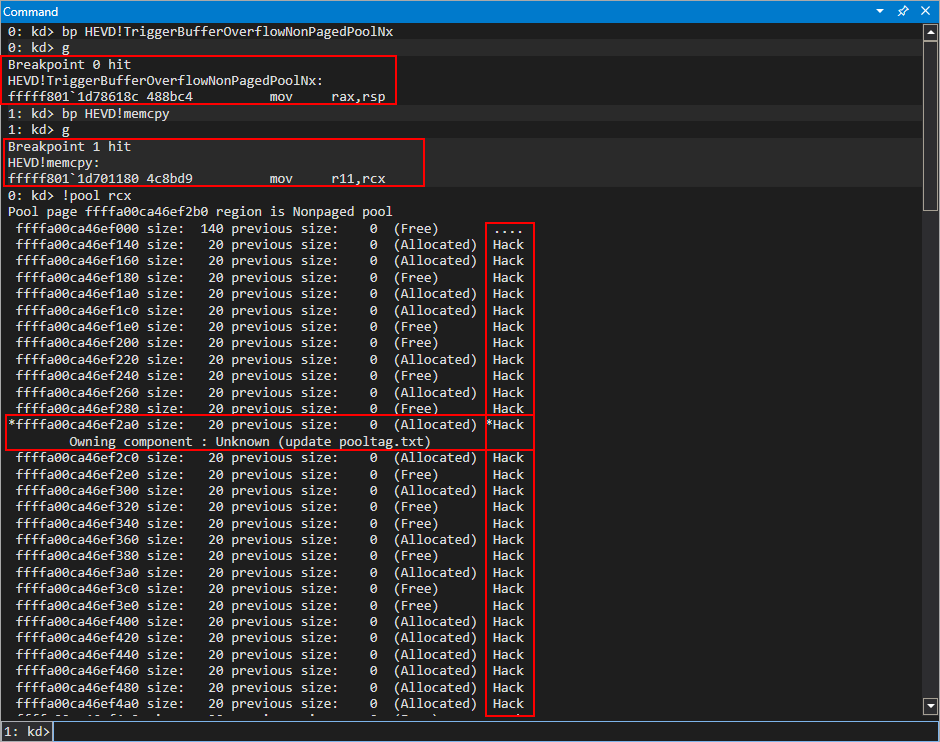 Command
0: kd> bp HEVD!TriggerBufferOverflowNonPagedPoolNx
0: kd> g
Breakpoint 0 hit
HEVD!TriggerBufferOverflowNonPagedPoolNx:
fffff801`1d78618c 488bc4          mov     rax,rsp
1: kd> bp HEVD!memcpy
1: kd> g
Breakpoint 1 hit
HEVD!memcpy:
fffff801`1d701180 4c8bd9          mov     r11,rcx
0: kd> !pool rcx
Pool page ffffa00ca46ef2b0 region is Nonpaged pool
 ffffa00ca46ef000 size:  140 previous size:    0  (Free)       ....
 ffffa00ca46ef140 size:   20 previous size:    0  (Allocated)  Hack
 ffffa00ca46ef160 size:   20 previous size:    0  (Allocated)  Hack
 ffffa00ca46ef180 size:   20 previous size:    0  (Free)       Hack
 ffffa00ca46ef1a0 size:   20 previous size:    0  (Allocated)  Hack
 ffffa00ca46ef1c0 size:   20 previous size:    0  (Allocated)  Hack
 ffffa00ca46ef1e0 size:   20 previous size:    0  (Free)       Hack
 ffffa00ca46ef200 size:   20 previous size:    0  (Free)       Hack
 ffffa00ca46ef220 size:   20 previous size:    0  (Allocated)  Hack
 ffffa00ca46ef240 size:   20 previous size:    0  (Free)       Hack
 ffffa00ca46ef260 size:   20 previous size:    0  (Allocated)  Hack
 ffffa00ca46ef280 size:   20 previous size:    0  (Free)       Hack
*ffffa00ca46ef2a0 size:   20 previous size:    0  (Allocated) *Hack
        Owning component : Unknown (update pooltag.txt)
 ffffa00ca46ef2c0 size:   20 previous size:    0  (Allocated)  Hack
 ffffa00ca46ef2e0 size:   20 previous size:    0  (Free)       Hack
 ffffa00ca46ef300 size:   20 previous size:    0  (Allocated)  Hack
 ffffa00ca46ef320 size:   20 previous size:    0  (Free)       Hack
 ffffa00ca46ef340 size:   20 previous size:    0  (Free)       Hack
 ffffa00ca46ef360 size:   20 previous size:    0  (Allocated)  Hack
 ffffa00ca46ef380 size:   20 previous size:    0  (Free)       Hack
 ffffa00ca46ef3a0 size:   20 previous size:    0  (Allocated)  Hack
 ffffa00ca46ef3c0 size:   20 previous size:    0  (Free)       Hack
 ffffa00ca46ef3e0 size:   20 previous size:    0  (Free)       Hack
 ffffa00ca46ef400 size:   20 previous size:    0  (Allocated)  Hack
 ffffa00ca46ef420 size:   20 previous size:    0  (Allocated)  Hack
 ffffa00ca46ef440 size:   20 previous size:    0  (Allocated)  Hack
 ffffa00ca46ef460 size:   20 previous size:    0  (Allocated)  Hack
 ffffa00ca46ef480 size:   20 previous size:    0  (Allocated)  Hack
 ffffa00ca46ef4a0 size:   20 previous size:    0  (Allocated)  Hack
1: kd>